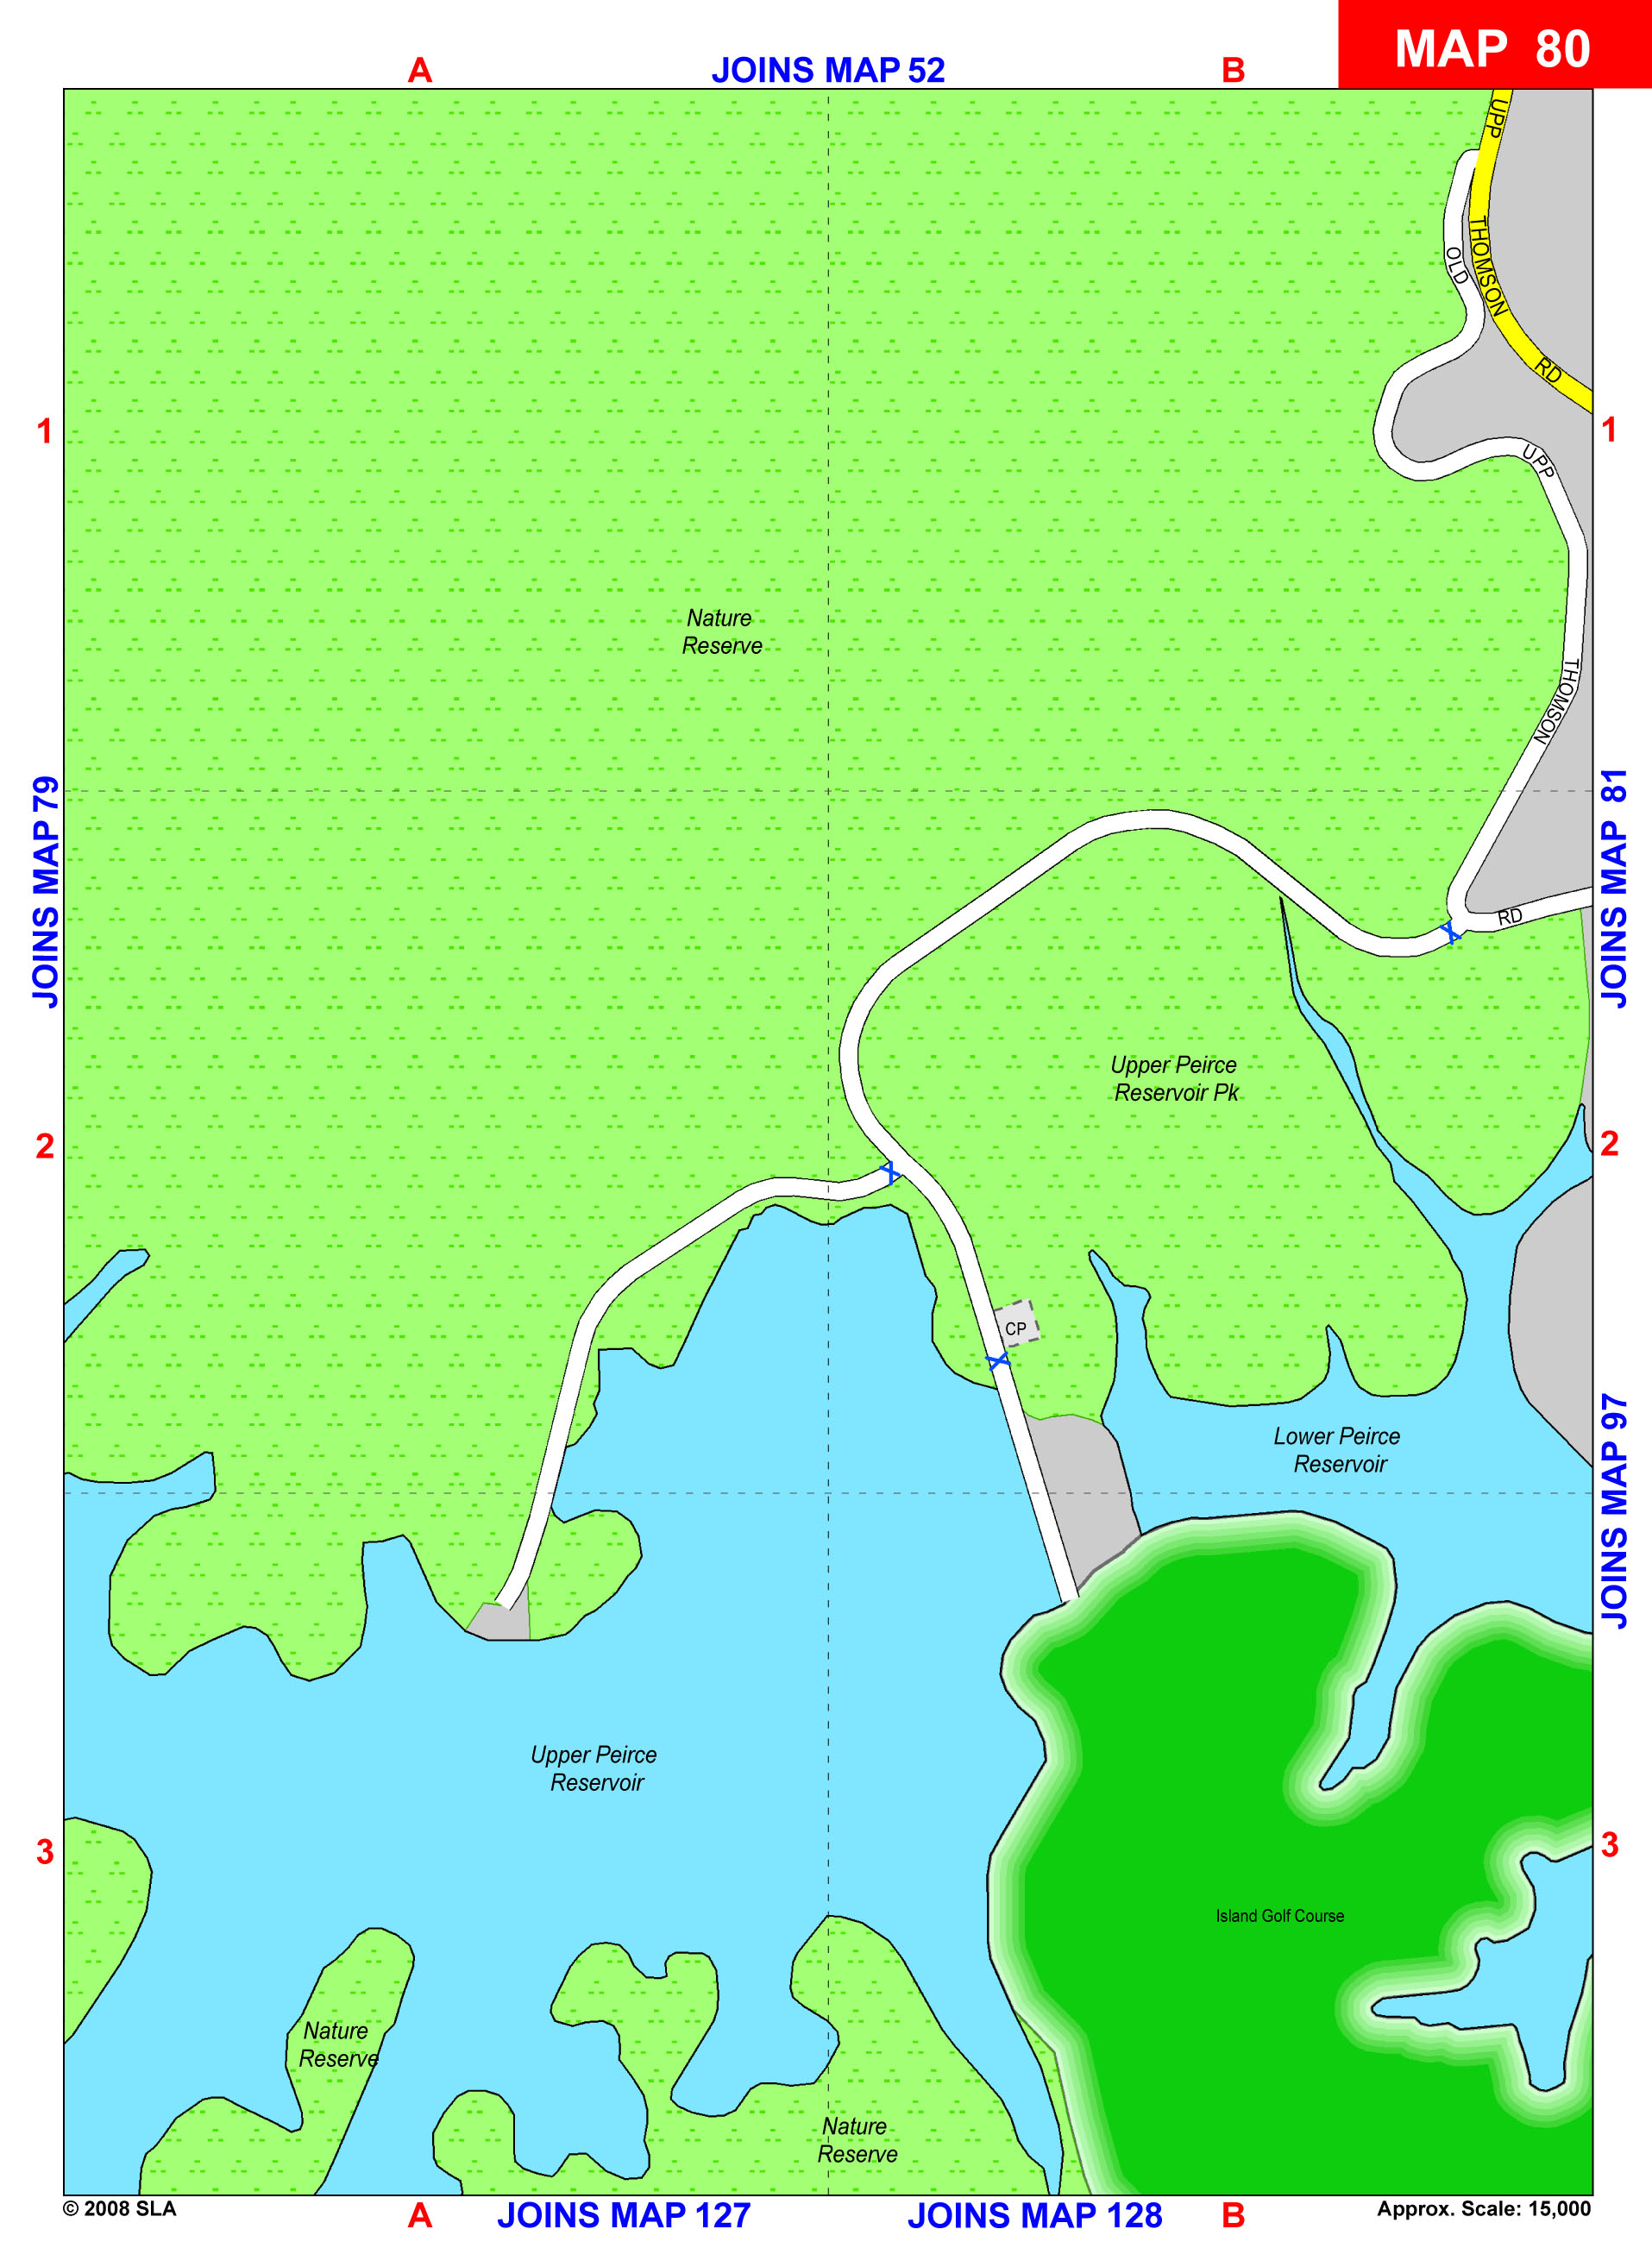 MAP 80
A
JOINS MAP 52
B
UPP
THOMSON
RD
OLD
1
1
UPP
Nature
Reserve
THOMSON
JOINS MAP 79
JOINS MAP 81
RD
Upper Peirce
Reservoir Pk
2
2
CP
Lower Peirce
Reservoir
JOINS MAP 97
Upper Peirce
Reservoir
3
3
Island Golf Course
Nature
Reserve
Nature
Reserve
© 2008 SLA
A
JOINS MAP 127
JOINS MAP 128
B
Approx. Scale: 15,000